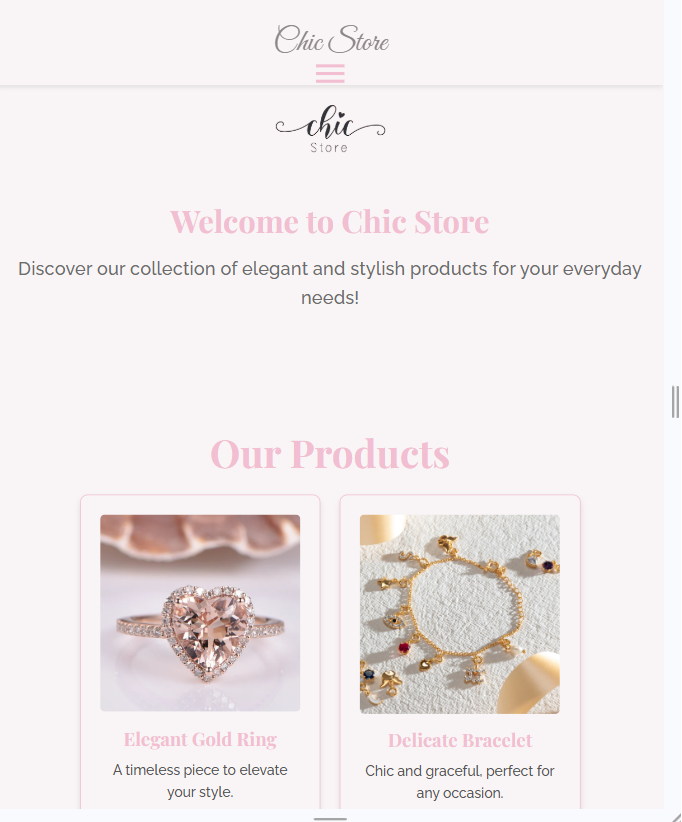 Chic Store
chic
Store
Welcome to Chic Store
Discover our collection of elegant and stylish products for your everyday
needs!
Our Products
Elegant Gold Ring
A timeless piece to elevate
your style.
Delicate Bracelet
Chic and graceful, perfect for
any occasion.